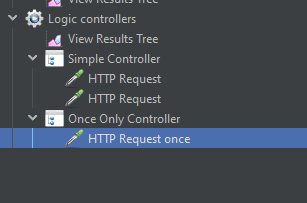 View Results Tree
Logic controllers
View Results Tree
Simple Controller
HTTP Request
HTTP Request
Once Only Controller
HTTP Request once